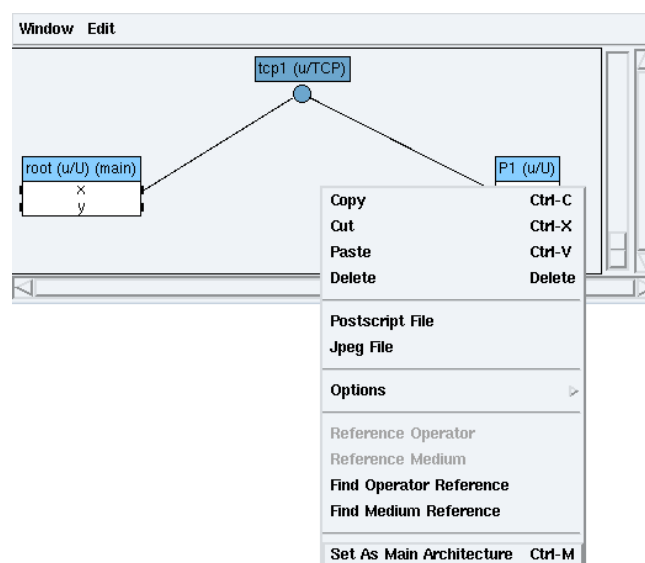 Window Edit
tcp1 (u/TCP)
root (u/U) (main)
x
y
P1 (u/U)
Copy Ctrl-C
Cut Ctrl-X
Paste Ctrl-V
Delete Delete
Postscript File
Jpeg File
Options
Reference Operator
Reference Medium
Find Operator Reference
Find Medium Reference
Set As Main Architecture Ctrl-M